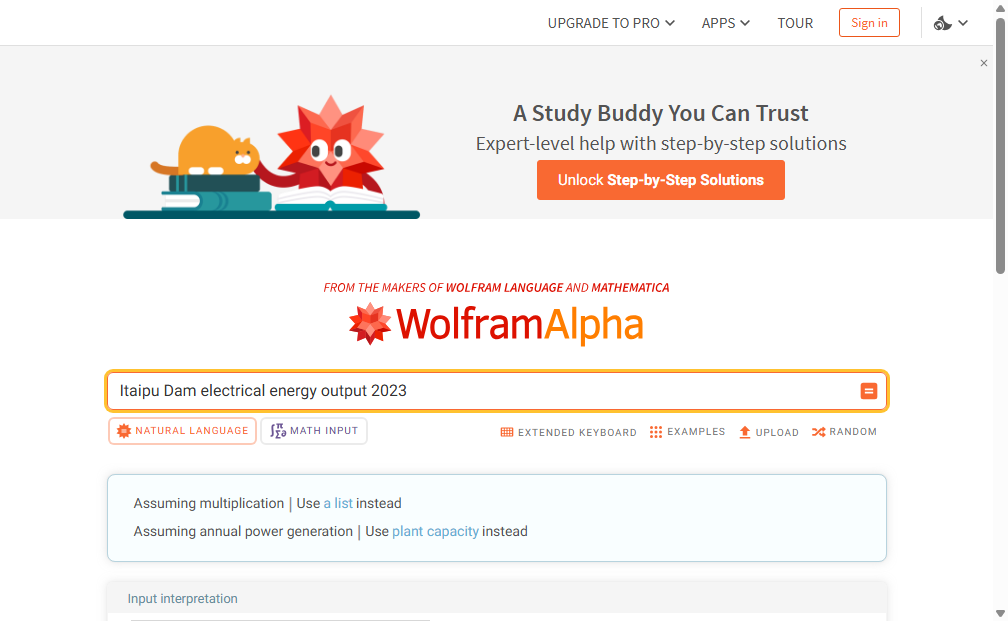 UPGRADE TO PRO APPS TOUR Sign in
×
A Study Buddy You Can Trust
Expert-level help with step-by-step solutions
Unlock Step-by-Step Solutions
FROM THE MAKERS OF WOLFRAM LANGUAGE AND MATHEMATICA
WolframAlpha
Itaipu Dam electrical energy output 2023
NATURAL LANGUAGE MATH INPUT EXTENDED KEYBOARD EXAMPLES UPLOAD RANDOM
Assuming multiplication | Use a list instead
Assuming annual power generation | Use plant capacity instead
Input interpretation